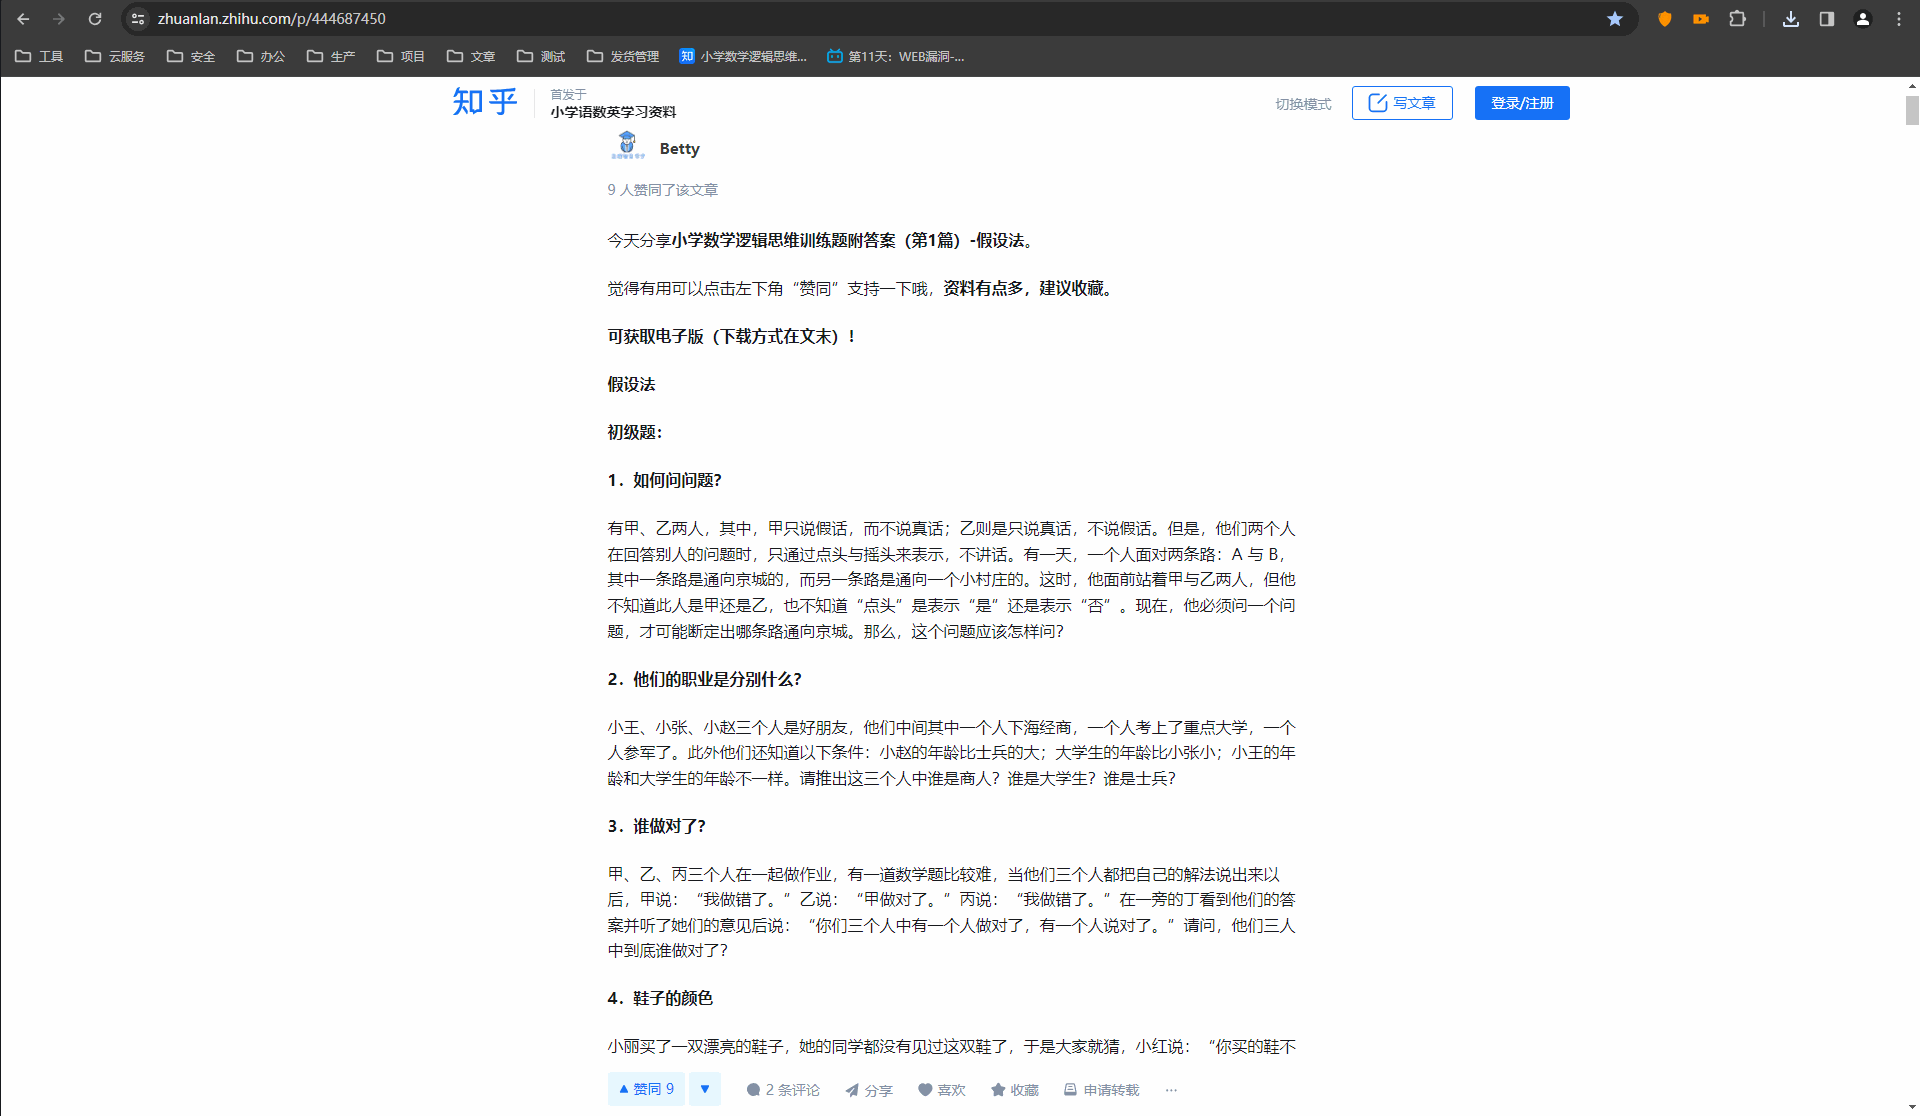 zhuanlan.zhihu.com/p/444687450
工具 云服务 安全 办公 生产 项目 文章 测试 发货管理 知 小学数学逻辑思维... 第11天：WEB漏洞-...
知乎 首发于
小学语数英学习资料
切换模式 写文章 登录/注册
Betty
9 人赞同了该文章
今天分享小学数学逻辑思维训练题附答案（第1篇）-假设法。
觉得有用可以点击左下角“赞同”支持一下哦，资料有点多，建议收藏。
可获取电子版（下载方式在文末）！
假设法
初级题：
1．如何问问题？
有甲、乙两人，其中，甲只说假话，而不说真话；乙则是只说真话，不说假话。但是，他们两个人
在回答别人的问题时，只通过点头与摇头来表示，不讲话。有一天，一个人面对两条路：A 与 B，
其中一条路是通向京城的，而另一条路是通向一个小村庄的。这时，他面前站着甲与乙两人，但他
不知道此人是甲还是乙，也不知道“点头”是表示“是”还是表示“否”。现在，他必须问一个问
题，才可能断定出哪条路通向京城。那么，这个问题应该怎样问？
2．他们的职业是分别什么？
小王、小张、小赵三个人是好朋友，他们中间其中一个人下海经商，一个人考上了重点大学，一个
人参军了。此外他们还知道以下条件：小赵的年龄比士兵的大；大学生的年龄比小张小；小王的年
龄和大学生的年龄不一样。请推出这三个人中谁是商人？谁是大学生？谁是士兵？
3．谁做对了？
甲、乙、丙三个人在一起做作业，有一道数学题比较难，当他们三个人都把自己的解法说出来以
后，甲说：“我做错了。”乙说：“甲做对了。”丙说：“我做错了。”在一旁的丁看到他们的答
案并听了她们的意见后说：“你们三个人中有一个人做对了，有一个人说对了。”请问，他们三人
中到底谁做对了？
4．鞋子的颜色
小丽买了一双漂亮的鞋子，她的同学都没有见过这双鞋了，于是大家就猜，小红说：“你买的鞋不
赞同 9 2 条评论 分享 喜欢 收藏 申请转载 ···